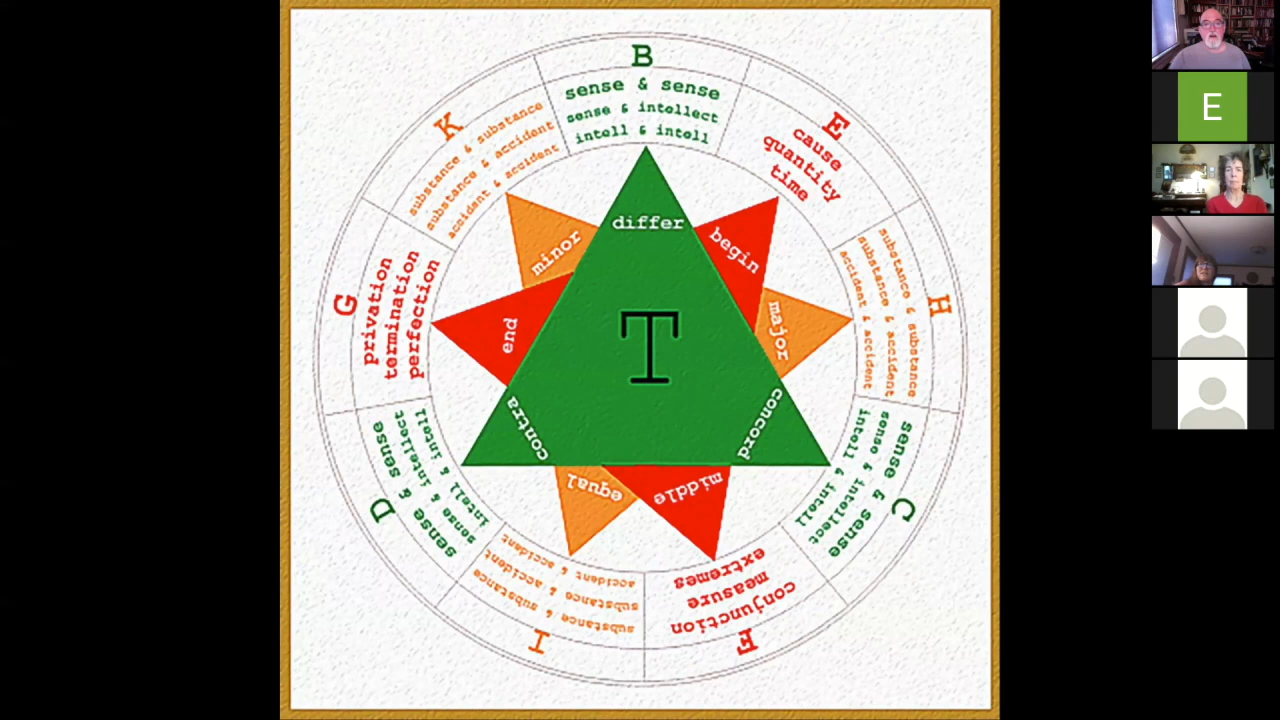 B
sense & sense
sense & intellect
intell & intell
E
cause
quantity
time
H
substance & substance
substance & accident
accident & accident
C
sense & sense
sense & intellect
intell & intell
F
conjunction
measure
extremes
I
substance & substance
substance & accident
accident & accident
D
sense & sense
sense & intellect
intell & intell
G
privation
termination
perfection
K
substance & substance
substance & accident
accident & accident
differ
begin
major
concord
middle
equal
contra
end
minor
T
E